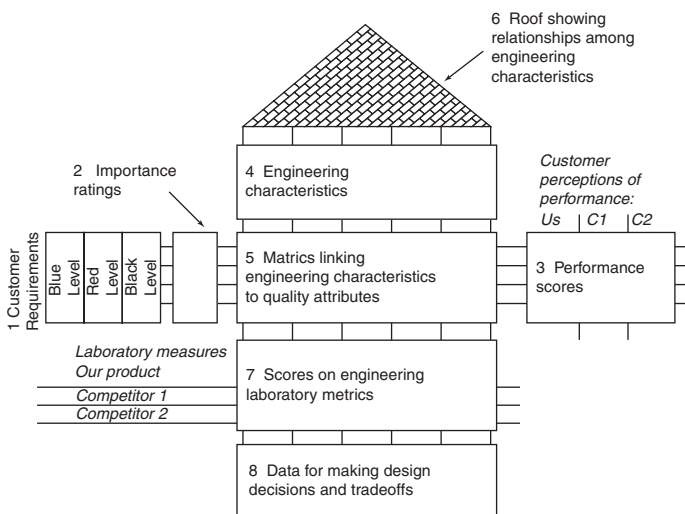 6 Roof showing
relationships among
engineering
characteristics
2 Importance
ratings
4 Engineering
characteristics
Customer
perceptions of
performance:
Us C1 C2
1 Customer
Requirements
Blue
Level
Red
Level
Black
Level
5 Matrics linking
engineering characteristics
to quality attributes
3 Performance
scores
Laboratory measures
Our product
Competitor 1
Competitor 2
7 Scores on engineering
laboratory metrics
8 Data for making design
decisions and tradeoffs